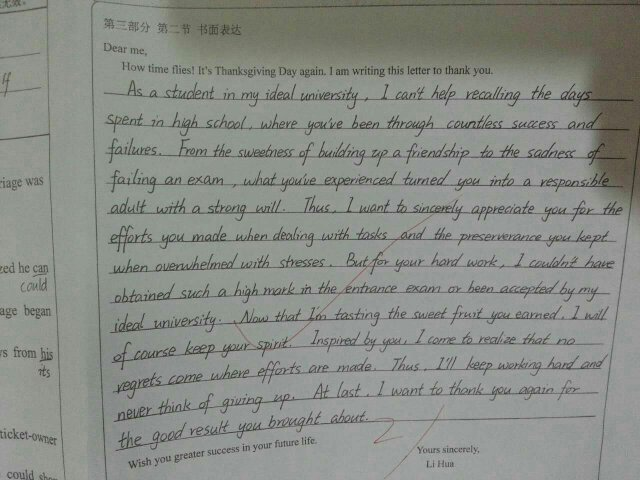 无效。
第三部分 第二节 书面表达
Dear me,
How time flies! It's Thanksgiving Day again. I am writing this letter to thank you.
As a student in my ideal university, I can't help recalling the days
spent in high school, where you've been through countless success and
failures. From the sweetness of building up a friendship to the sadness of
failing an exam, what you've experienced turned you into a responsible
adult with a strong will. Thus, I want to sincerely appreciate you for the
efforts you made when dealing with tasks and the preserverance you kept
when overwhelmed with stresses. But for your hard work, I couldn't have
obtained such a high mark in the entrance exam or been accepted by my
ideal university. Now that I'm tasting the sweet fruit you earned, I will
of course keep your spirit. Inspired by you, I come to realize that no
regrets come where efforts are made. Thus, I'll keep working hard and
never think of giving up. At last, I want to thank you again for
the good result you brought about.
Wish you greater success in your future life.
Yours sincerely,
Li Hua
if
riage was
zed he can
could
age began
s from his
its
ticket-owner
could